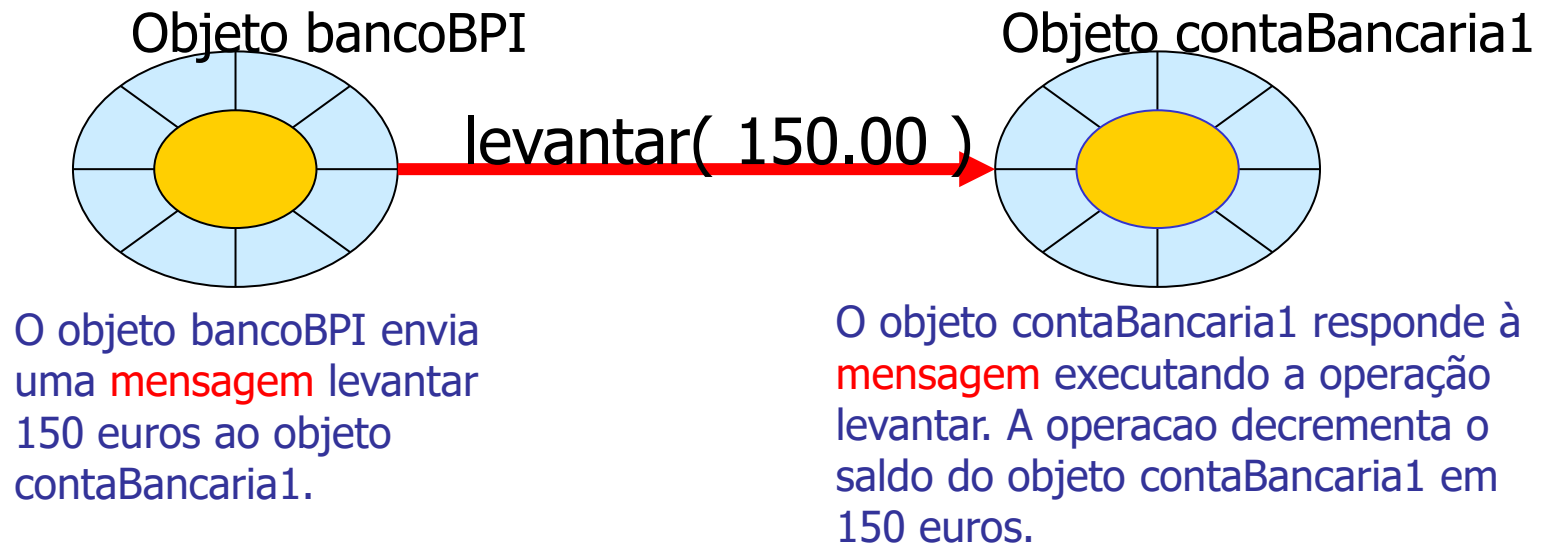 Objeto bancoBPI
Objeto contaBancaria1
levantar( 150.00 )
O objeto bancoBPI envia
uma mensagem levantar
150 euros ao objeto
contaBancaria1.
O objeto contaBancaria1 responde à
mensagem executando a operação
levantar. A operacao decrementa o
saldo do objeto contaBancaria1 em
150 euros.